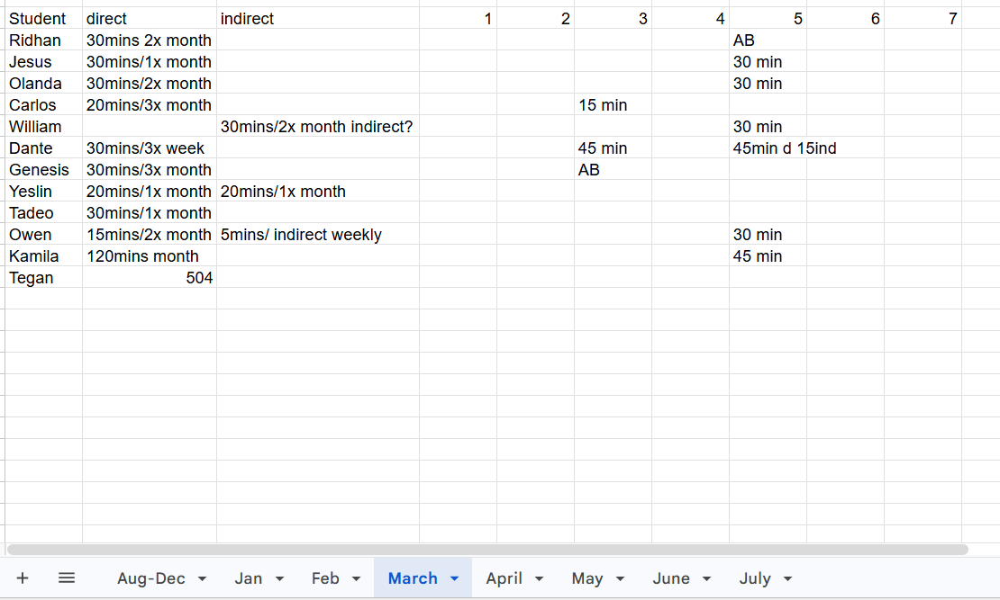 Student direct indirect 1 2 3 4 5 6 7
Ridhan 30mins 2x month AB
Jesus 30mins/1x month 30 min
Olanda 30mins/2x month 30 min
Carlos 20mins/3x month 15 min
William 30mins/2x month indirect? 30 min
Dante 30mins/3x week 45 min 45min d 15ind
Genesis 30mins/3x month AB
Yeslin 20mins/1x month 20mins/1x month
Tadeo 30mins/1x month
Owen 15mins/2x month 5mins/ indirect weekly 30 min
Kamila 120mins month 45 min
Tegan 504
Aug-Dec Jan Feb March April May June July